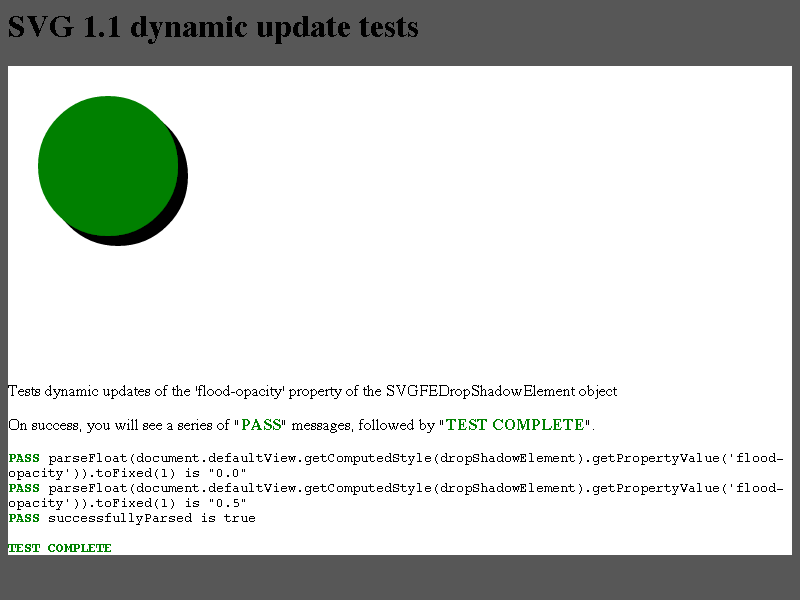 SVG 1.1 dynamic update tests
Tests dynamic updates of the 'flood-opacity' property of the SVGFEDropShadowElement object
On success, you will see a series of "PASS" messages, followed by "TEST COMPLETE".
PASS parseFloat(document.defaultView.getComputedStyle(dropShadowElement).getPropertyValue('flood-
opacity')).toFixed(1) is "0.0"
PASS parseFloat(document.defaultView.getComputedStyle(dropShadowElement).getPropertyValue('flood-
opacity')).toFixed(1) is "0.5"
PASS successfullyParsed is true
TEST COMPLETE